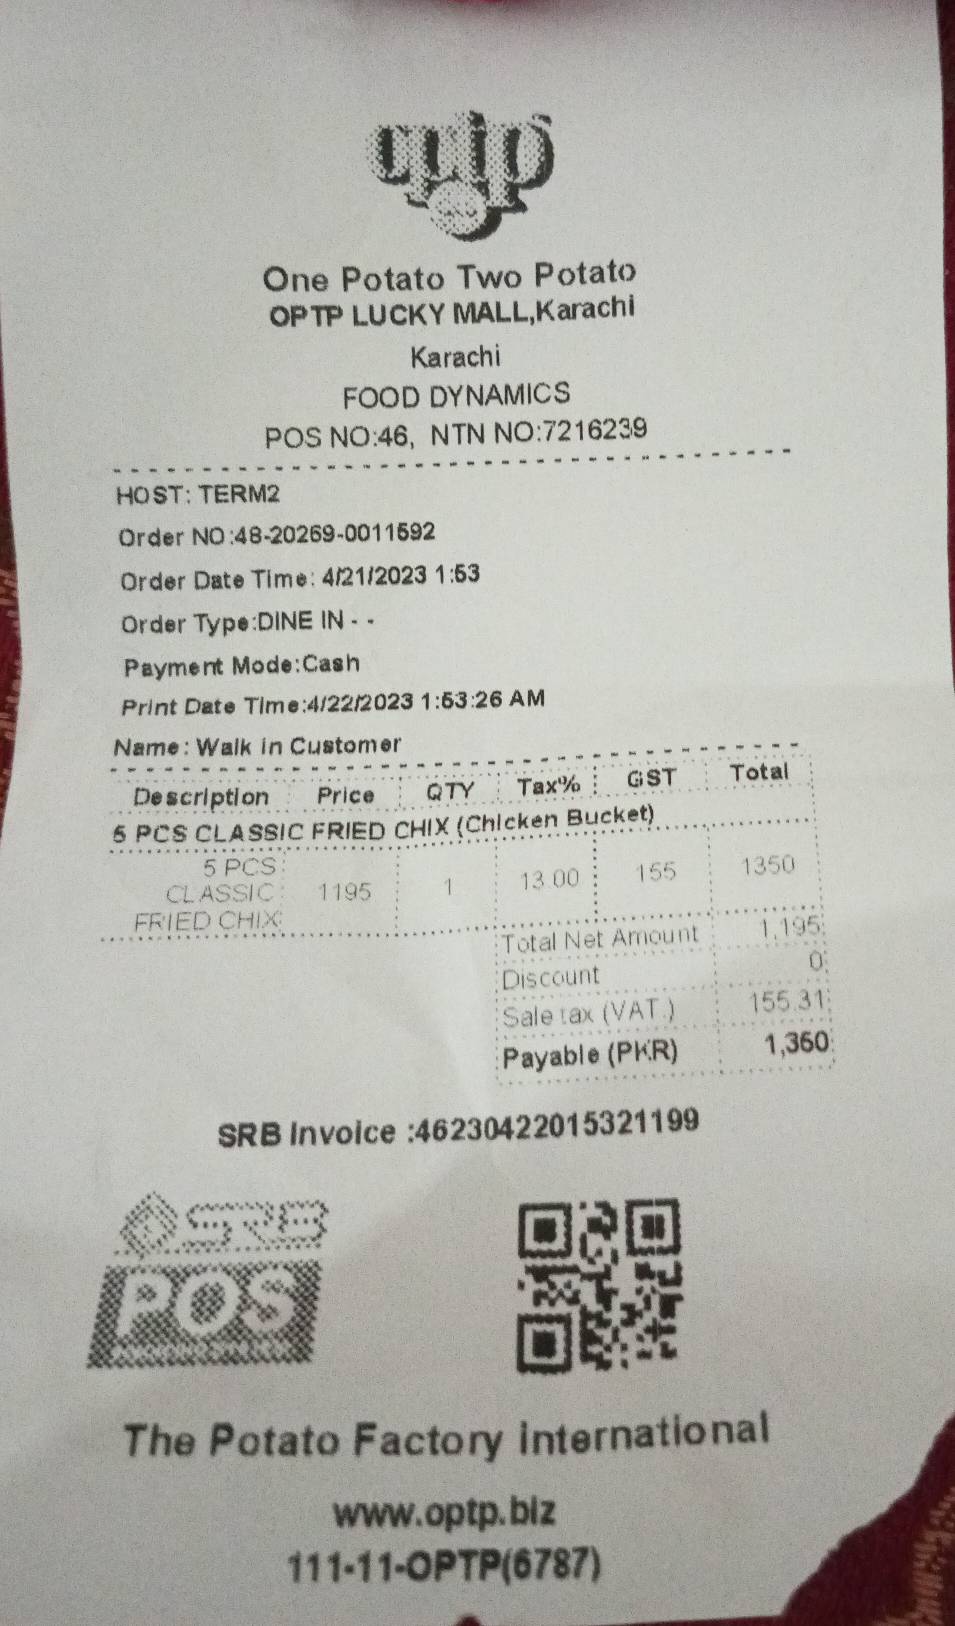 optp
One Potato Two Potato
OPTP LUCKY MALL,Karachi
Karachi
FOOD DYNAMICS
POS NO:46, NTN NO:7216239
HOST: TERM2
Order NO:48-20269-0011592
Order Date Time: 4/21/2023 1:53
Order Type:DINE IN - -
Payment Mode:Cash
Print Date Time:4/22/2023 1:53:26 AM
Name: Walk in Customer
Description Price QTY Tax% GST Total
5 PCS CLASSIC FRIED CHIX (Chicken Bucket)
5 PCS
CLASSIC 1195 1 13.00 155 1350
FRIED CHIX
Total Net Amount 1,195
Discount 0
Sale tax (VAT.) 155.31
Payable (PKR) 1,350
SRB Invoice :46230422015321199
SRB
POS
The Potato Factory international
www.optp.biz
111-11-OPTP(6787)